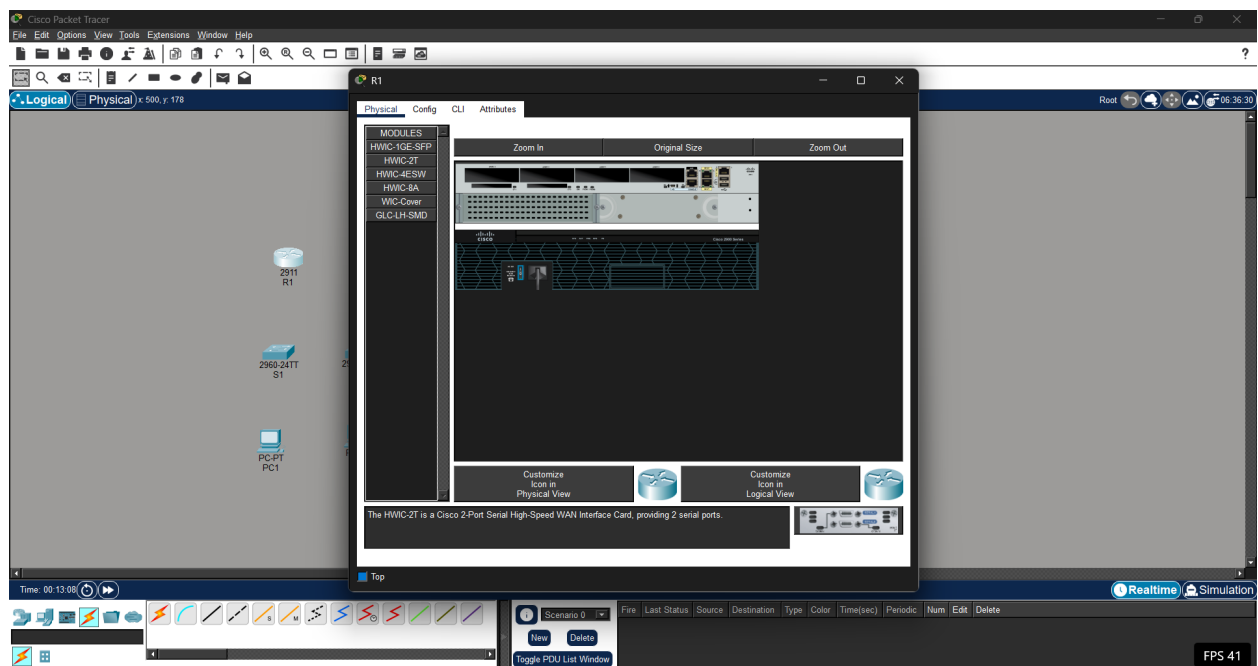 Cisco Packet Tracer
File Edit Options View Tools Extensions Window Help
?
Logical Physical x: 500, y: 178
Root 06:36:30
R1
Physical Config CLI Attributes
MODULES
HWIC-1GE-SFP
HWIC-2T
HWIC-4ESW
HWIC-8A
WIC-Cover
GLC-LH-SMD
Zoom In Original Size Zoom Out
CISCO
Cisco 2900 Series
2911
R1
2960-24TT
S1
PC-PT
PC1
Customize
Icon in
Physical View
Customize
Icon in
Logical View
The HWIC-2T is a Cisco 2-Port Serial High-Speed WAN Interface Card, providing 2 serial ports.
Top
Time: 00:13:08
Realtime Simulation
S M
Scenario 0
New Delete
Toggle PDU List Window
Fire Last Status Source Destination Type Color Time(sec) Periodic Num Edit Delete
FPS 41